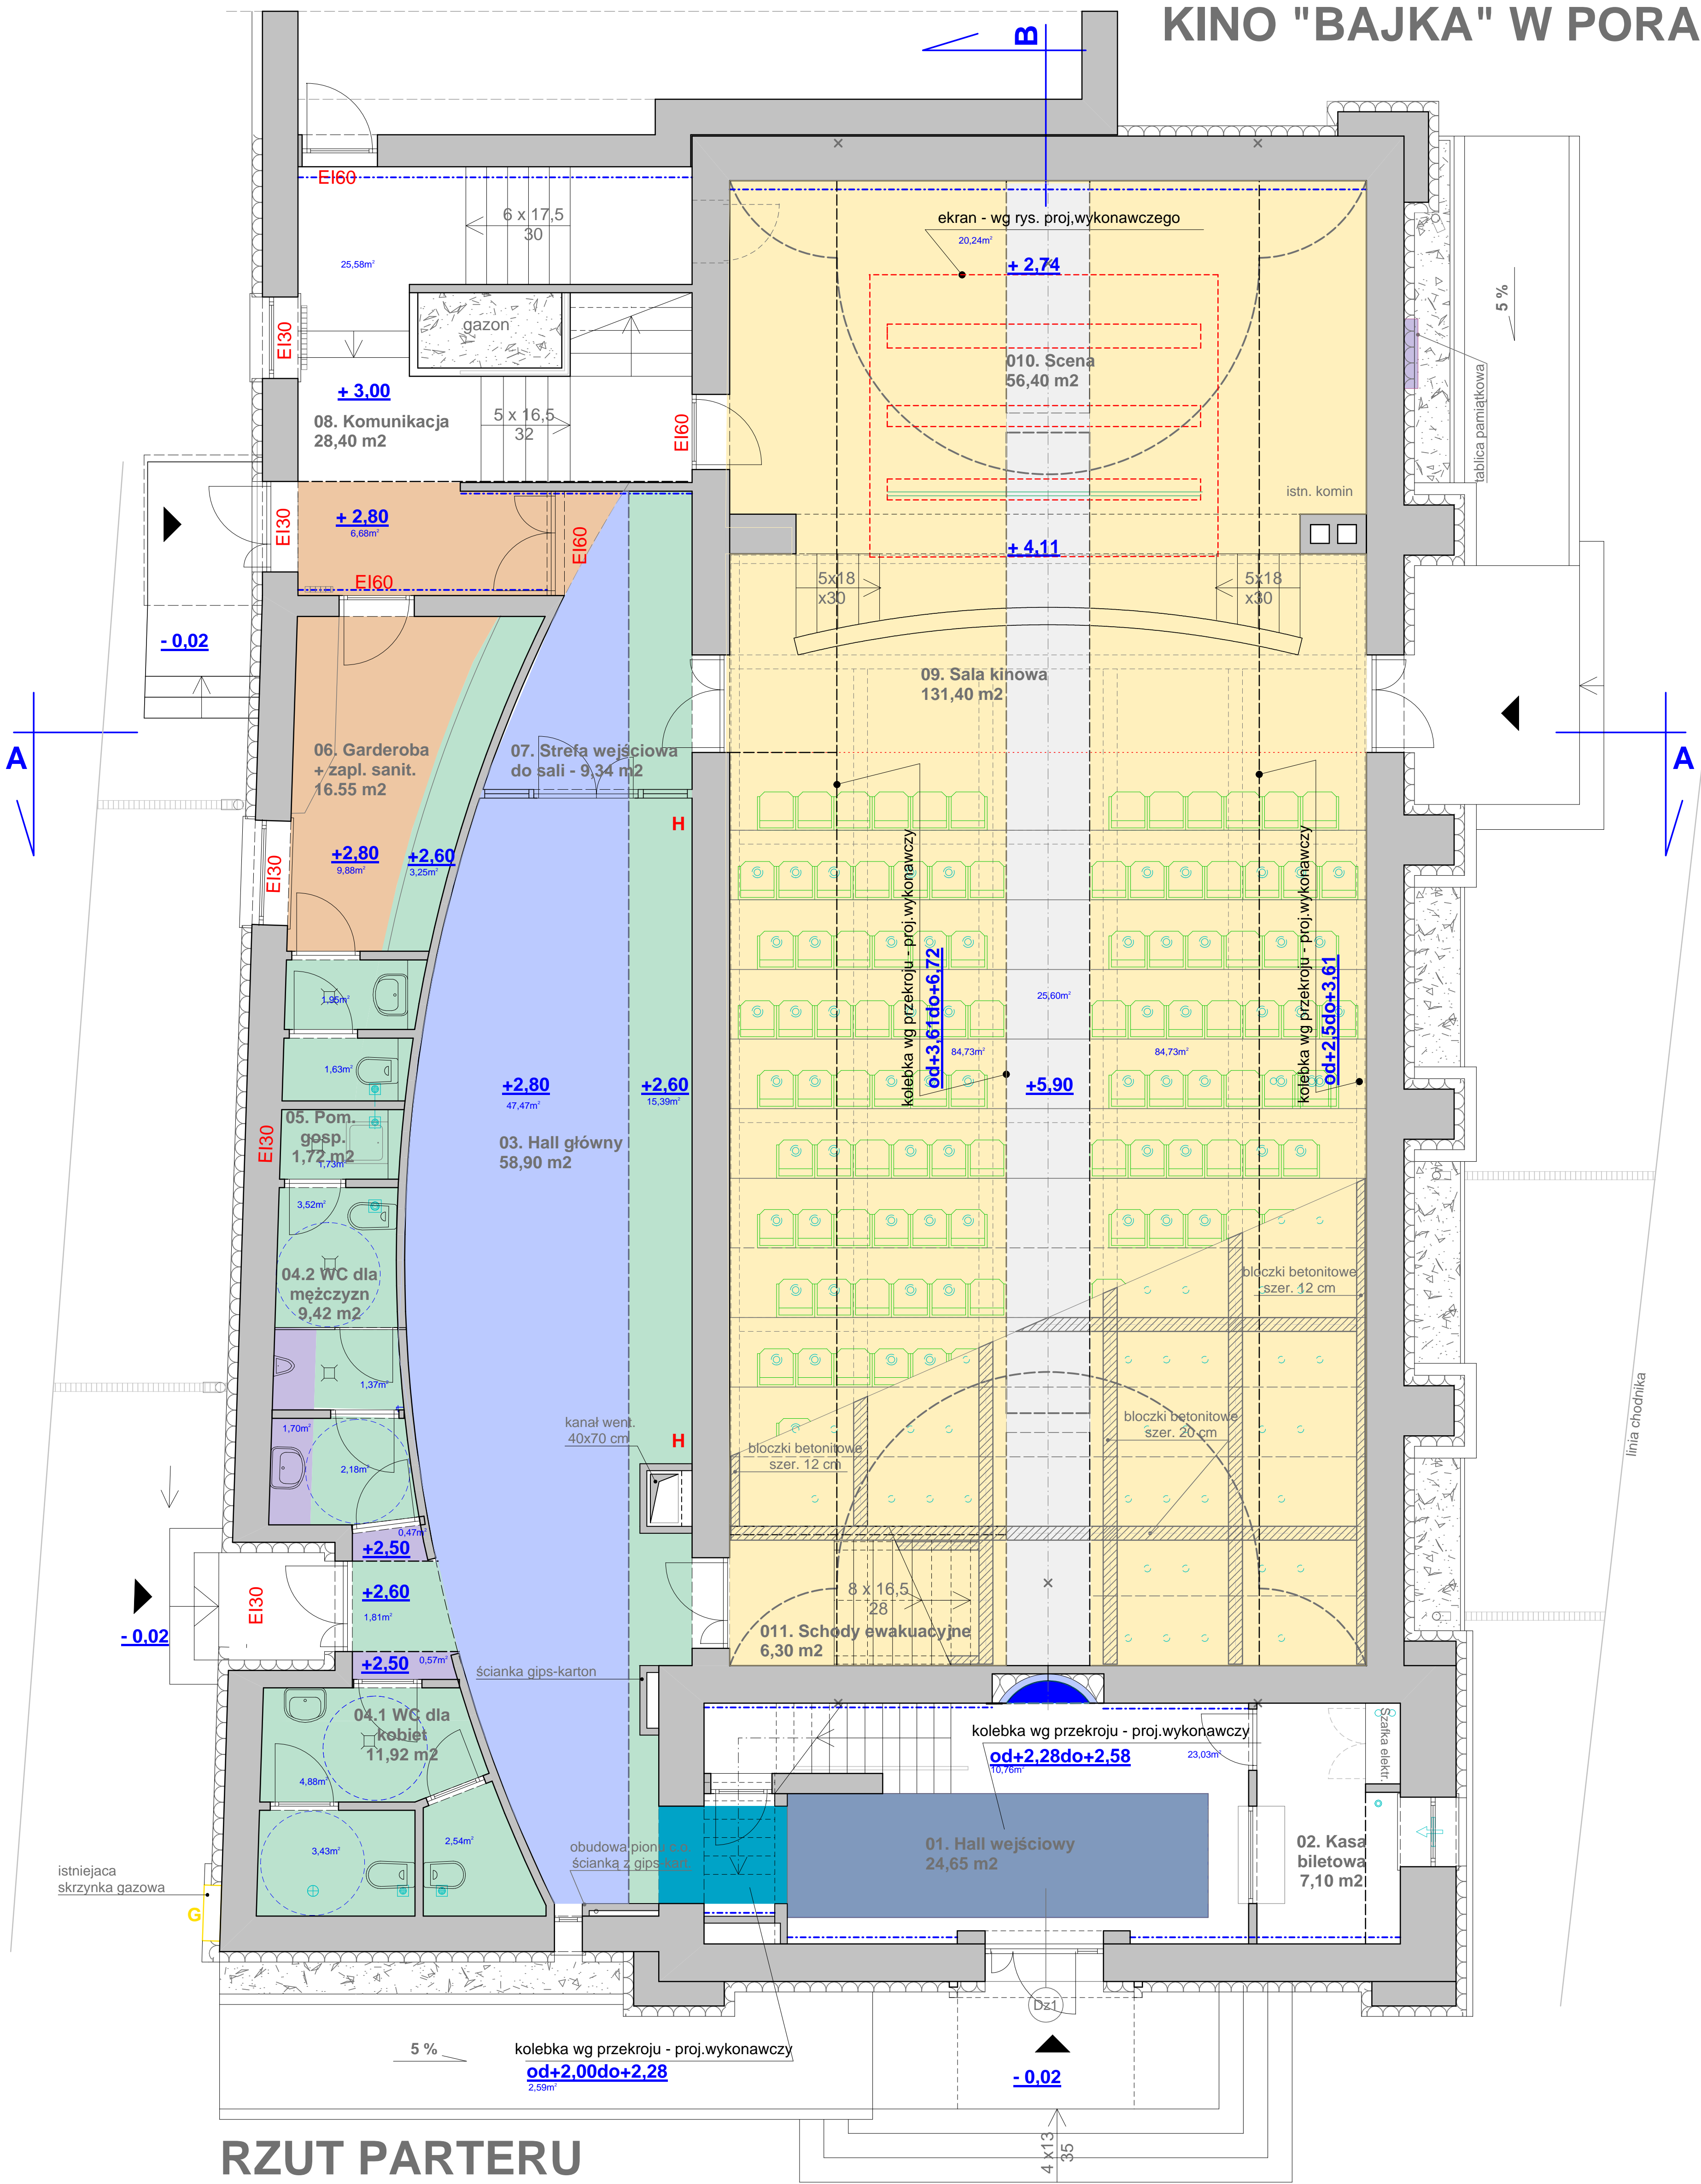 KINO "BAJKA" W PORA
B
EI60
6 x 17,5
30
25,58m²
ekran - wg rys. proj,wykonawczego
20,24m²
+ 2,74
5 %
gazon
EI30
010. Scena
56,40 m2
tablica pamiątkowa
+ 3,00
08. Komunikacja
28,40 m2
5 x 16,5
32
EI60
istn. komin
+ 2,80
6,68m²
EI30
EI60
EI60
+ 4,11
5x18
x30
5x18
x30
- 0,02
09. Sala kinowa
131,40 m2
A
A
06. Garderoba
+ zapl. sanit.
16.55 m2
07. Strefa wejściowa
do sali - 9,34 m2
H
+2,80
9,88m²
+2,60
3,25m²
EI30
kolebka wg przekroju - proj.wykonawczy
od+3,61do+6,72
kolebka wg przekroju - proj.wykonawczy
od+2,5do+3,61
1,95m²
25,60m²
1,63m²
84,73m²
84,73m²
+2,80
47,47m²
+2,60
15,39m²
+5,90
05. Pom.
gosp.
1,72 m2
1,73m²
EI30
03. Hall główny
58,90 m2
3,52m²
04.2 WC dla
mężczyzn
9,42 m2
bloczki betonitowe
szer. 12 cm
1,37m²
1,70m²
2,18m²
kanał went.
40x70 cm
H
bloczki betonitowe
szer. 12 cm
bloczki betonitowe
szer. 20 cm
linia chodnika
0,47m²
+2,50
+2,60
1,81m²
EI30
- 0,02
8 x 16,5
28
011. Schody ewakuacyjne
6,30 m2
+2,50
0,57m²
ścianka gips-karton
04.1 WC dla
kobiet
11,92 m2
4,88m²
kolebka wg przekroju - proj.wykonawczy
od+2,28do+2,58
10,76m²
23,03m²
Szafka elektr.
3,43m²
2,54m²
obudowa pionu
ścianką z gips-kart.
01. Hall wejściowy
24,65 m2
02. Kasa
biletowa
7,10 m2
istniejaca
skrzynka gazowa
G
Dz1
5 %
kolebka wg przekroju - proj.wykonawczy
od+2,00do+2,28
2,59m²
- 0,02
4 x13
35
RZUT PARTERU